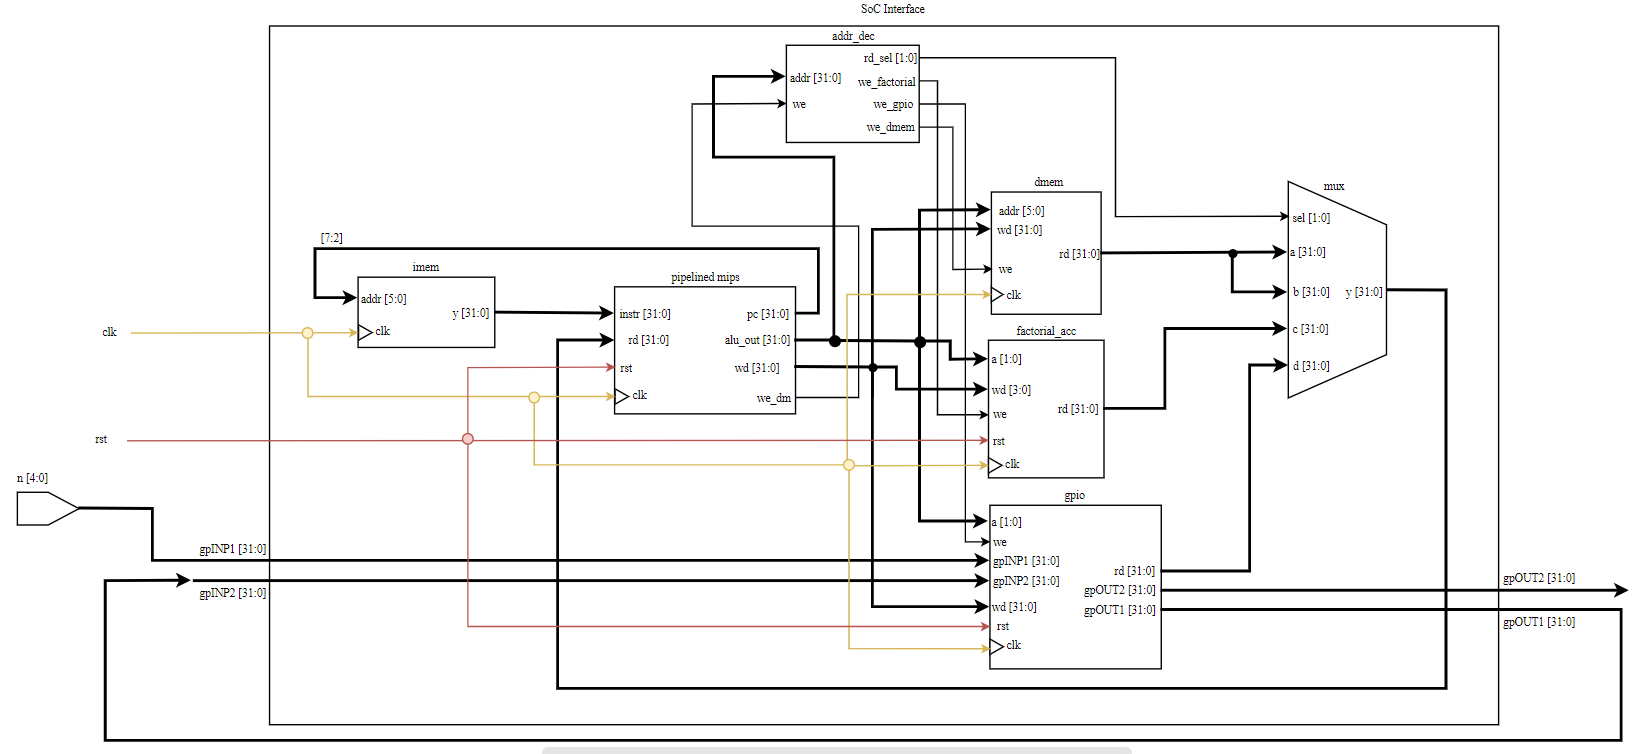 SoC Interface
addr_dec
rd_sel [1:0]
addr [31:0]
we_factorial
we
we_gpio
we_dmem
dmem
addr [5:0]
wd [31:0]
rd [31:0]
we
clk
mux
sel [1:0]
a [31:0]
b [31:0]
y [31:0]
c [31:0]
d [31:0]
[7:2]
imem
addr [5:0]
y [31:0]
clk
pipelined mips
instr [31:0]
pc [31:0]
rd [31:0]
alu_out [31:0]
rst
wd [31:0]
clk
we_dm
factorial_acc
a [1:0]
wd [3:0]
rd [31:0]
we
rst
clk
clk
rst
n [4:0]
gpio
a [1:0]
we
gpINP1 [31:0]
gpINP1 [31:0]
gpINP2 [31:0]
gpINP2 [31:0]
rd [31:0]
gpOUT2 [31:0]
gpOUT1 [31:0]
wd [31:0]
rst
clk
gpOUT2 [31:0]
gpOUT1 [31:0]